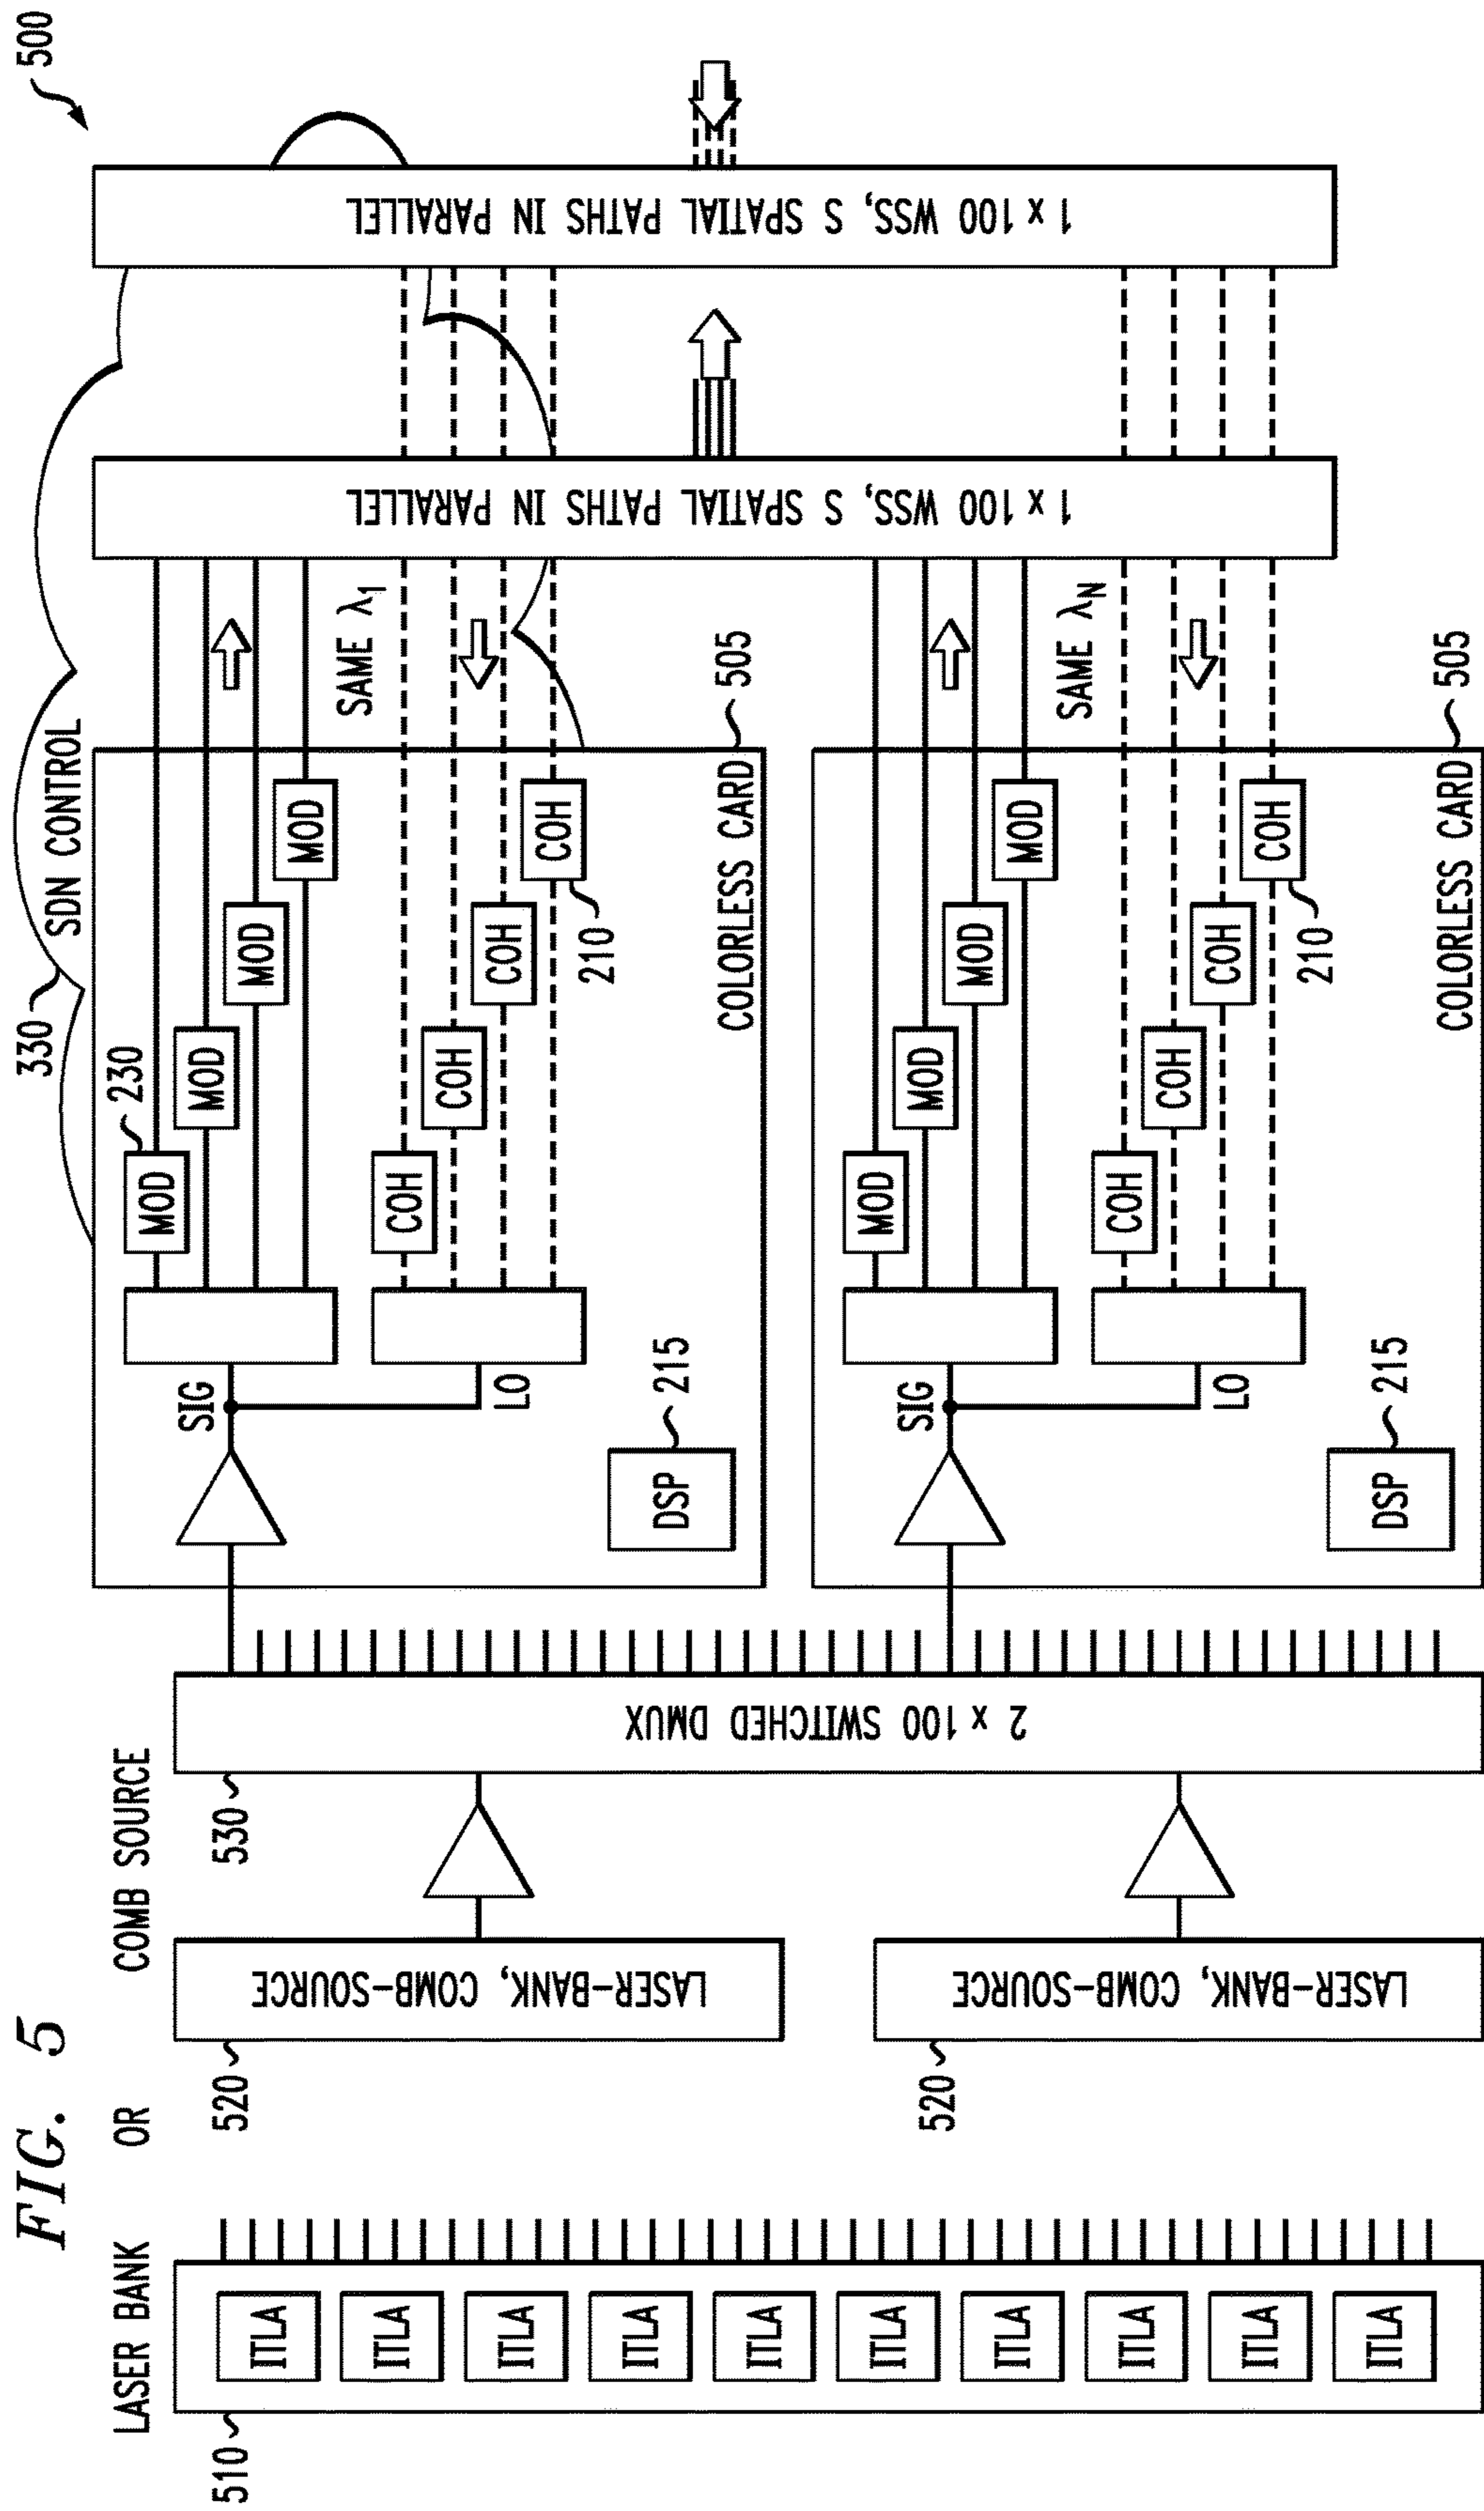 FIG. 5
500
LASER BANK
OR
COMB SOURCE
SDN CONTROL
330
510
ITLA
ITLA
ITLA
ITLA
ITLA
ITLA
ITLA
ITLA
ITLA
ITLA
520
LASER-BANK, COMB-SOURCE
520
LASER-BANK, COMB-SOURCE
530
2 x 100 SWITCHED DMUX
SIG
LO
DSP
215
230
MOD
MOD
MOD
MOD
COH
COH
COH
COH
210
COLORLESS CARD
505
SAME λ1
SIG
LO
DSP
215
MOD
MOD
MOD
MOD
COH
COH
COH
COH
210
COLORLESS CARD
505
SAME λN
1 x 100 WSS, S SPATIAL PATHS IN PARALLEL
1 x 100 WSS, S SPATIAL PATHS IN PARALLEL